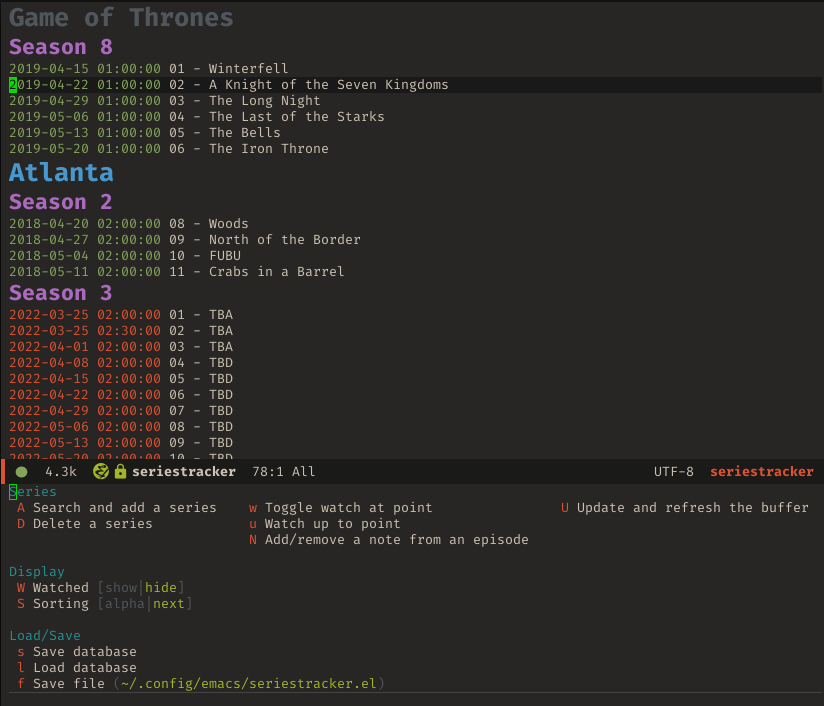 Game of Thrones
Season 8
2019-04-15 01:00:00 01 - Winterfell
2019-04-22 01:00:00 02 - A Knight of the Seven Kingdoms
2019-04-29 01:00:00 03 - The Long Night
2019-05-06 01:00:00 04 - The Last of the Starks
2019-05-13 01:00:00 05 - The Bells
2019-05-20 01:00:00 06 - The Iron Throne
Atlanta
Season 2
2018-04-20 02:00:00 08 - Woods
2018-04-27 02:00:00 09 - North of the Border
2018-05-04 02:00:00 10 - FUBU
2018-05-11 02:00:00 11 - Crabs in a Barrel
Season 3
2022-03-25 02:00:00 01 - TBA
2022-03-25 02:30:00 02 - TBA
2022-04-01 02:00:00 03 - TBA
2022-04-08 02:00:00 04 - TBD
2022-04-15 02:00:00 05 - TBD
2022-04-22 02:00:00 06 - TBD
2022-04-29 02:00:00 07 - TBD
2022-05-06 02:00:00 08 - TBD
2022-05-13 02:00:00 09 - TBD
2022-05-20 02:00:00 10 - TBD
4.3k seriestracker 78:1 All UTF-8 seriestracker
Series
A Search and add a series w Toggle watch at point U Update and refresh the buffer
D Delete a series u Watch up to point
N Add/remove a note from an episode
Display
W Watched [show|hide]
S Sorting [alpha|next]
Load/Save
s Save database
l Load database
f Save file (~/.config/emacs/seriestracker.el)